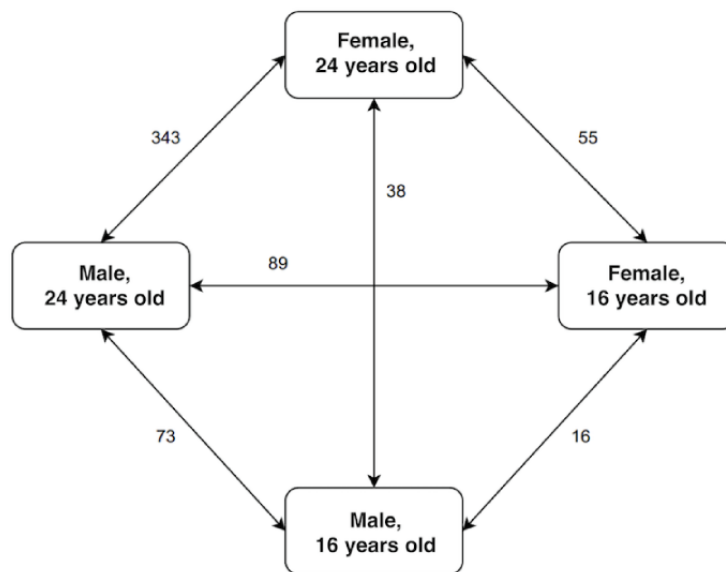 Female,
24 years old
343
55
38
Male,
24 years old
89
Female,
16 years old
73
16
Male,
16 years old